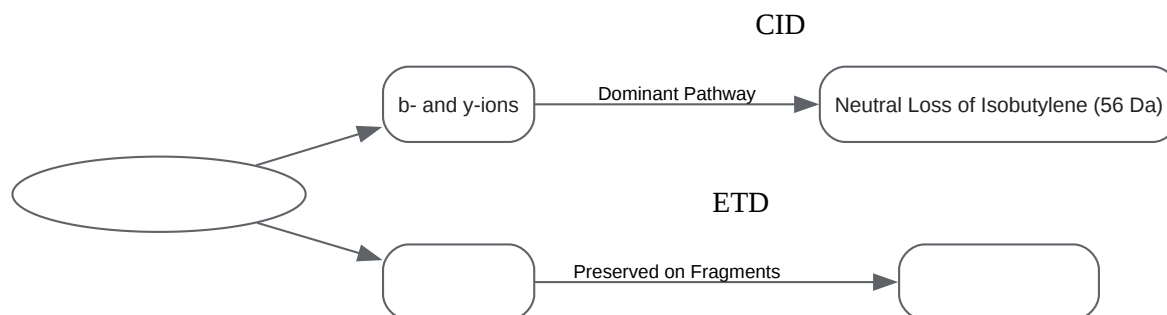 CID
b- and y-ions
Dominant Pathway
Neutral Loss of Isobutylene (56 Da)
ETD
Preserved on Fragments